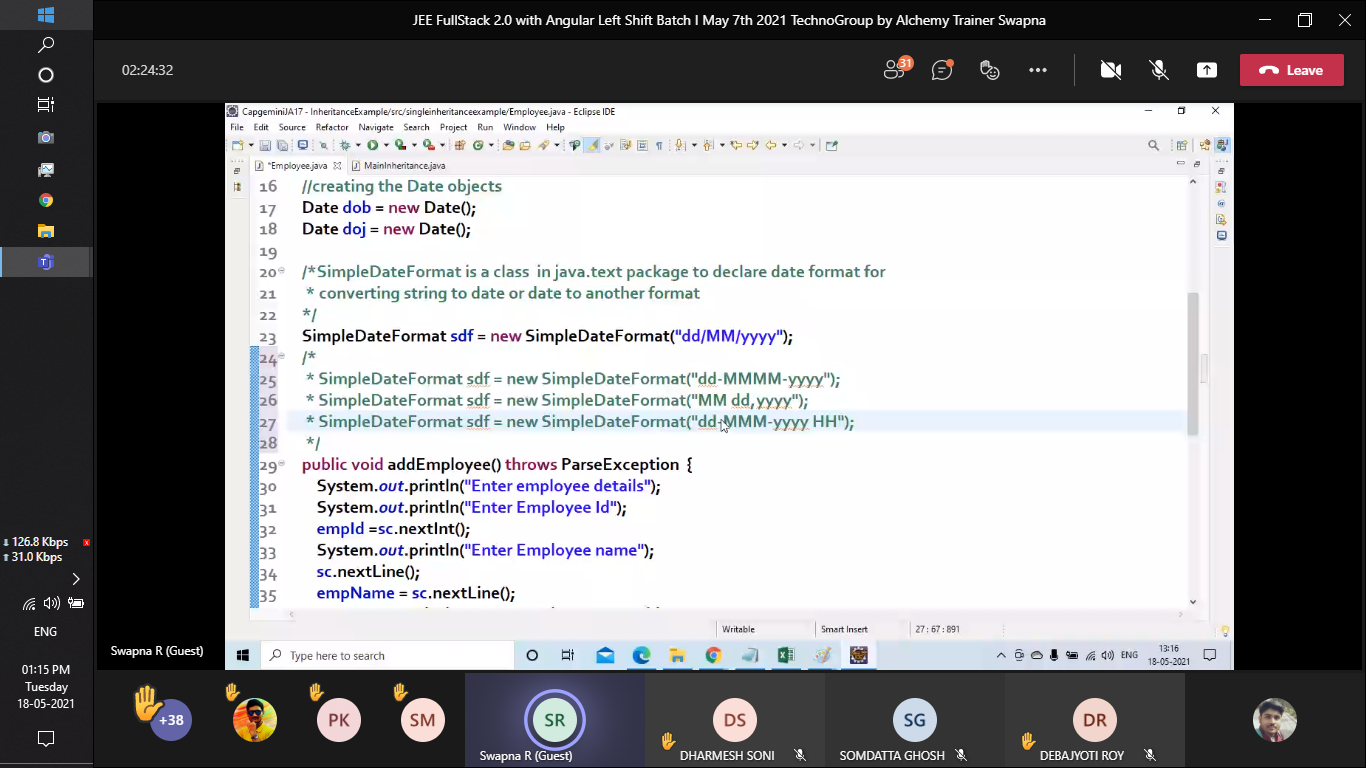 JEE FullStack 2.0 with Angular Left Shift Batch I May 7th 2021 TechnoGroup by Alchemy Trainer Swapna
02:24:32
31
Leave
CapgeminiJA17 - InheritanceExample/src/singleinheritanceexample/Employee.java - Eclipse IDE
File Edit Source Refactor Navigate Search Project Run Window Help
*Employee.java
MainInheritance.java
16 //creating the Date objects
17 Date dob = new Date();
18 Date doj = new Date();
19
20 /*SimpleDateFormat is a class in java.text package to declare date format for
21 * converting string to date or date to another format
22 */
23 SimpleDateFormat sdf = new SimpleDateFormat("dd/MM/yyyy");
24 /*
25 * SimpleDateFormat sdf = new SimpleDateFormat("dd-MMMM-yyyy");
26 * SimpleDateFormat sdf = new SimpleDateFormat("MM dd,yyyy");
27 * SimpleDateFormat sdf = new SimpleDateFormat("dd-MMM-yyyy HH");
28 */
29 public void addEmployee() throws ParseException {
30 System.out.println("Enter employee details");
31 System.out.println("Enter Employee Id");
32 empId =sc.nextInt();
33 System.out.println("Enter Employee name");
34 sc.nextLine();
35 empName = sc.nextLine();
Writable Smart Insert 27 : 67 : 891
Type here to search
ENG
13:16
18-05-2021
126.8 Kbps
31.0 Kbps
ENG
01:15 PM
Tuesday
18-05-2021
Swapna R (Guest)
+38
PK
SM
SR
Swapna R (Guest)
DS
DHARMESH SONI
SG
SOMDATTA GHOSH
DR
DEBAJYOTI ROY